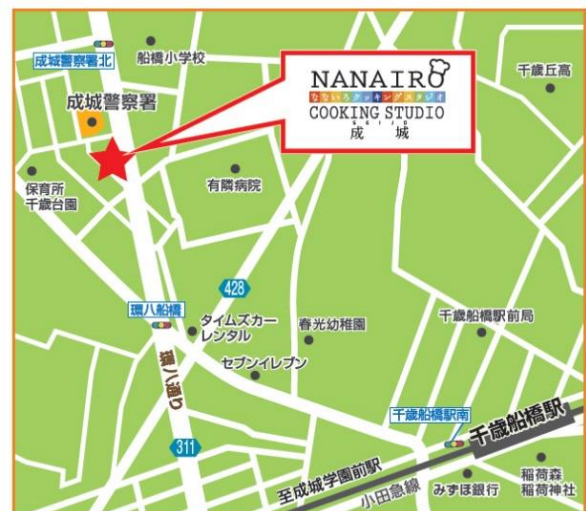 成城警察署北
船橋小学校
成城警察署
NANAIRO
なないろクッキングスタジオ
COOKING STUDIO
SEIJO
成城
千歳丘高
保育所
千歳台園
有隣病院
428
環八船橋
タイムズカー
レンタル
春光幼稚園
千歳船橋駅前局
セブンイレブン
環八通り
311
千歳船橋駅南
千歳船橋駅
至成城学園前駅
小田急線
みずほ銀行
稲荷森
稲荷神社